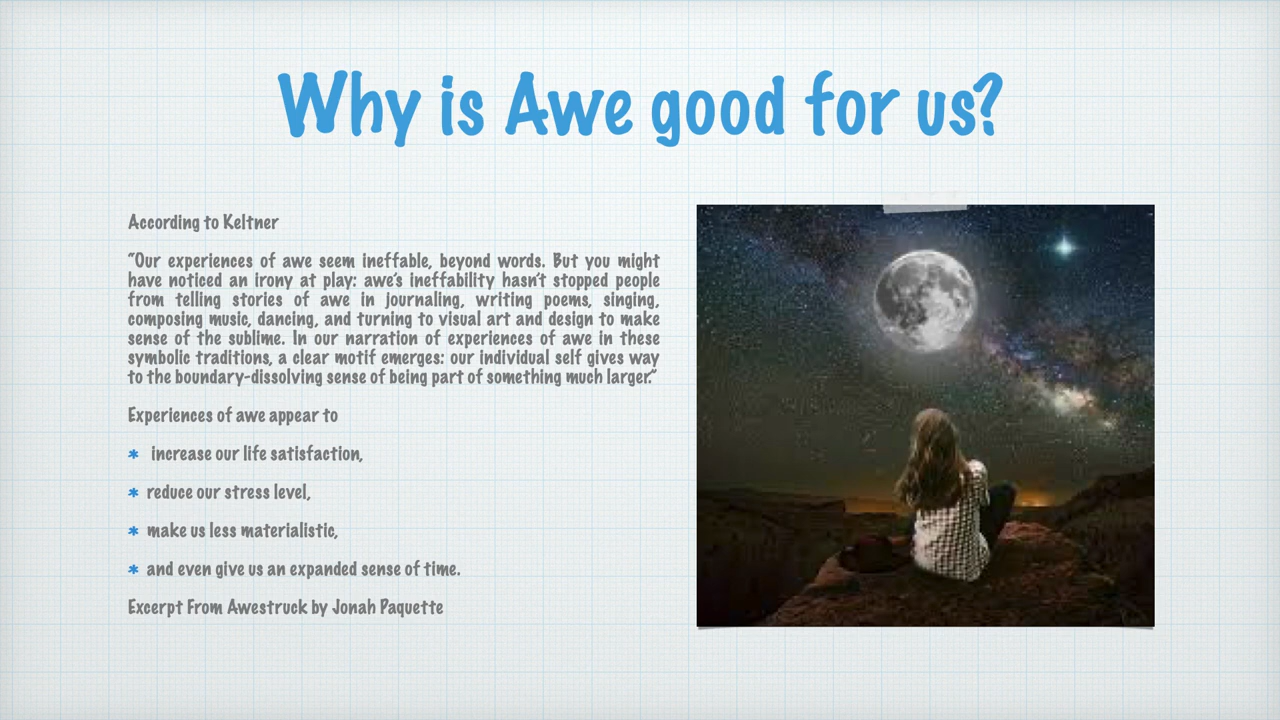 Why is Awe good for us?
According to Keltner
“Our experiences of awe seem ineffable, beyond words. But you might
have noticed an irony at play: awe’s ineffability hasn’t stopped people
from telling stories of awe in journaling, writing poems, singing,
composing music, dancing, and turning to visual art and design to make
sense of the sublime. In our narration of experiences of awe in these
symbolic traditions, a clear motif emerges: our individual self gives way
to the boundary-dissolving sense of being part of something much larger.”
Experiences of awe appear to
* increase our life satisfaction,
* reduce our stress level,
* make us less materialistic,
* and even give us an expanded sense of time.
Excerpt From Awestruck by Jonah Paquette